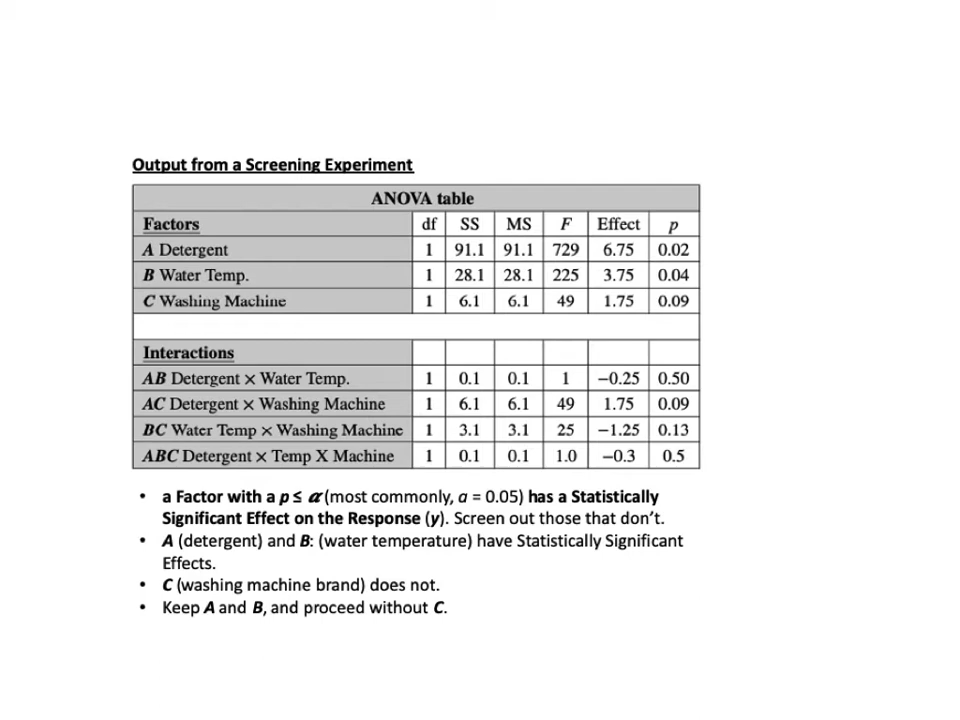 Output from a Screening Experiment
ANOVA table
Factors df SS MS F Effect p
A Detergent 1 91.1 91.1 729 6.75 0.02
B Water Temp. 1 28.1 28.1 225 3.75 0.04
C Washing Machine 1 6.1 6.1 49 1.75 0.09
Interactions
AB Detergent × Water Temp. 1 0.1 0.1 1 −0.25 0.50
AC Detergent × Washing Machine 1 6.1 6.1 49 1.75 0.09
BC Water Temp × Washing Machine 1 3.1 3.1 25 −1.25 0.13
ABC Detergent × Temp X Machine 1 0.1 0.1 1.0 −0.3 0.5
• a Factor with a p ≤ α (most commonly, α = 0.05) has a Statistically
Significant Effect on the Response (y). Screen out those that don’t.
• A (detergent) and B: (water temperature) have Statistically Significant
Effects.
• C (washing machine brand) does not.
• Keep A and B, and proceed without C.